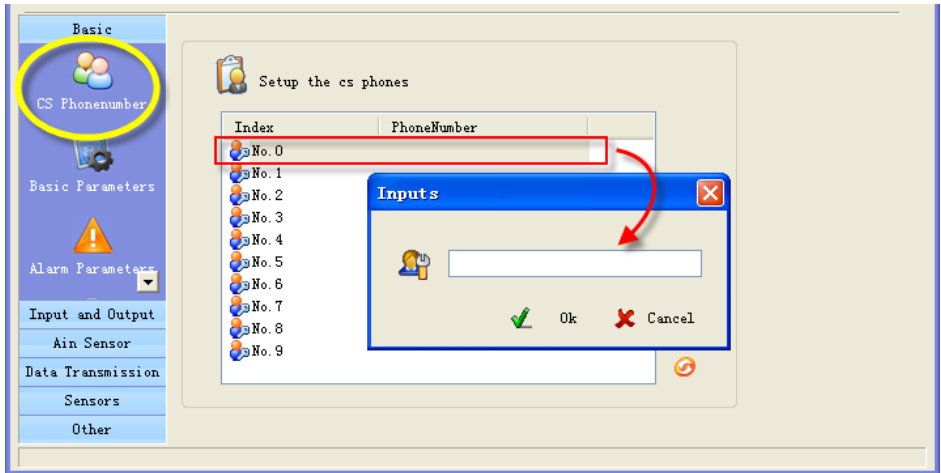 Basic
CS Phonenumber
Basic Parameters
Alarm Parameters
Input and Output
Ain Sensor
Data Transmission
Sensors
Other
Setup the cs phones
Index PhoneNumber
No. 0
No. 1
No. 2
No. 3
No. 4
No. 5
No. 6
No. 7
No. 8
No. 9
Inputs
Ok Cancel